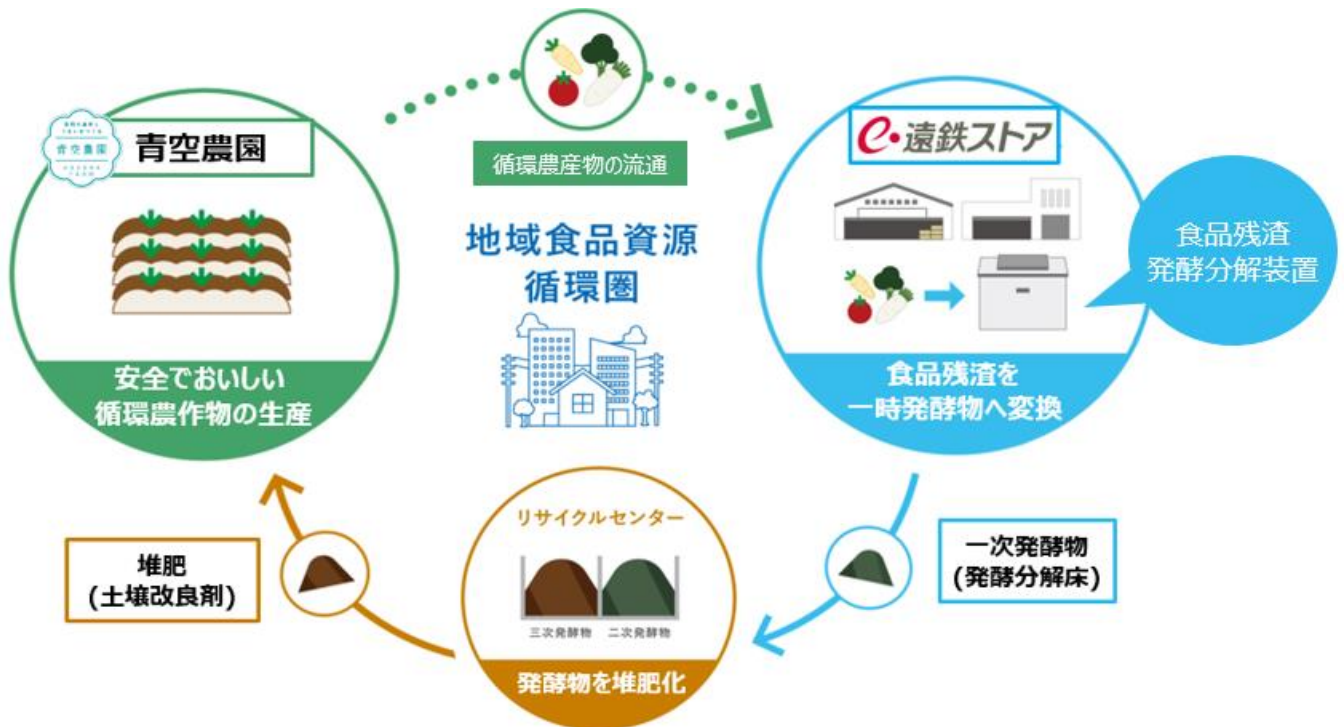 青空農園
青空農園
安全でおいしい
循環農作物の生産
循環農産物の流通
地域食品資源
循環圏
e・遠鉄ストア
食品残渣
発酵分解装置
食品残渣を
一時発酵物へ変換
一次発酵物
(発酵分解床)
リサイクルセンター
三次発酵物 二次発酵物
発酵物を堆肥化
堆肥
(土壌改良剤)